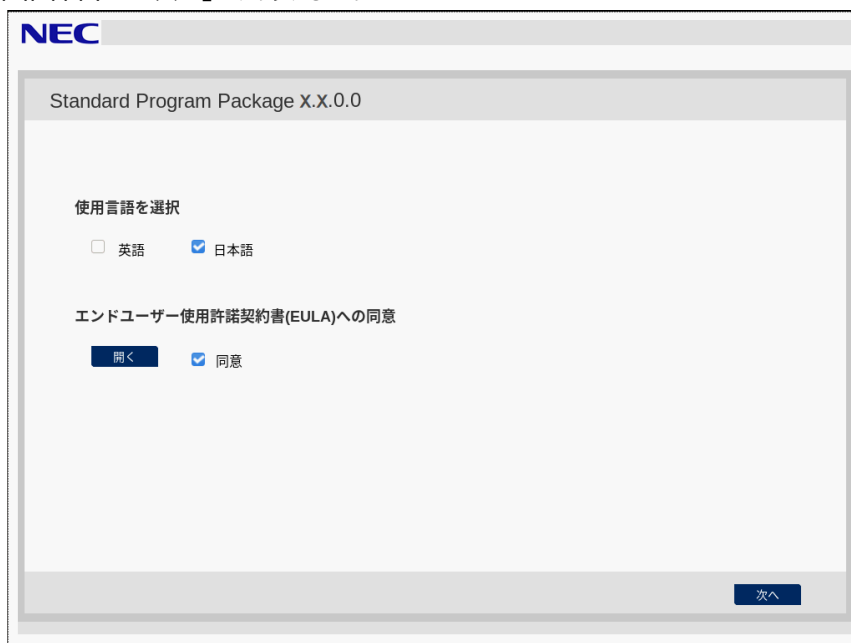 NEC
Standard Program Package X.X.0.0
使用言語を選択
英語 日本語
エンドユーザー使用許諾契約書(EULA)への同意
開く 同意
次へ